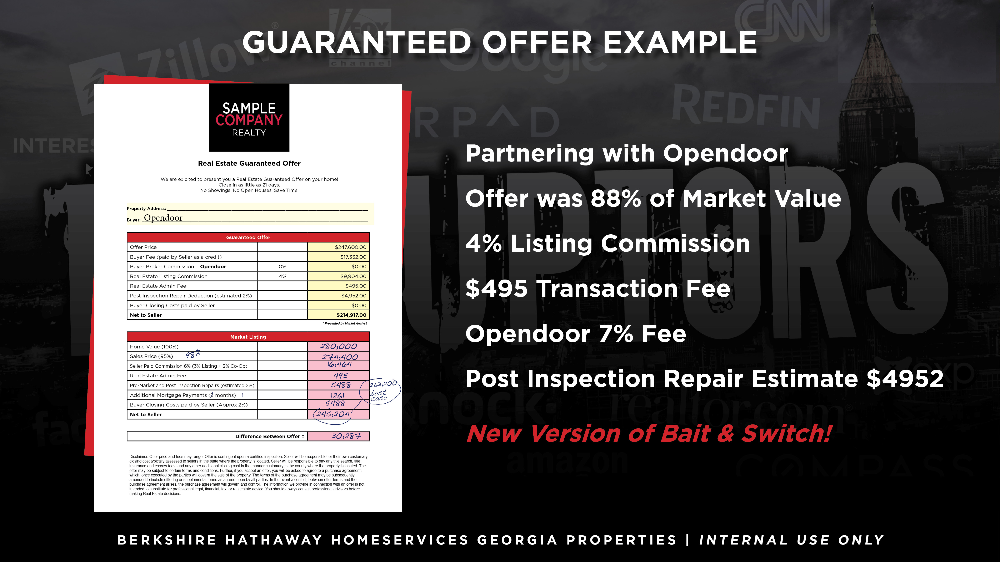 GUARANTEED OFFER EXAMPLE
Zillow®
FOX
NEWS
channel
Google
CNN
REDFIN
SAMPLE
COMPANY
REALTY
Real Estate Guaranteed Offer
We are exicited to present you a Real Estate Guaranteed Offer on your home!
Close in as little as 21 days.
No Showings. No Open Houses. Save Time.
Property Address:
Buyer: Opendoor
Guaranteed Offer
Offer Price $247,600.00
Buyer Fee (paid by Seller as a credit) $17,332.00
Buyer Broker Commission Opendoor 0% $0.00
Real Estate Listing Commission 4% $9,904.00
Real Estate Admin Fee $495.00
Post Inspection Repair Deduction (estimated 2%) $4,952.00
Buyer Closing Costs paid by Seller $0.00
Net to Seller $214,917.00
* Presented by Market Analyst
Market Listing
Home Value (100%) 280,000
Sales Price (95%) 98% 274,400
Seller Paid Commission 6% (3% Listing + 3% Co-Op) 16,464
Real Estate Admin Fee 495
Pre-Market and Post Inspection Repairs (estimated 2%) 5488
Additional Mortgage Payments (3 months) 1 1261
Buyer Closing Costs paid by Seller (Approx 2%) 5488
Net to Seller 245,204
263,200
best
case
Difference Between Offer = 30,287
Disclaimer. Offer price and fees may range. Offer is contingent upon a certified inspection. Seller will be responsible for their own customary
closing cost typically assessed to sellers in the state where the property is located. Seller will be responsible to pay any title search, title
insurance and escrow fees, and any other additional closing cost in the manner customary in the county where the property is located. The
offer may be subject to certain terms and conditions. Further, if you accept an offer, you will be asked to agree to a purchase agreement,
which, once executed by the parties will govern the sale of the property. The terms of the purchase agreement may be subsequently
amended to include differing or supplemental terms as agreed upon by all parties. In the event a conflict, between offer terms and the
purchase agreement arises, the purchase agreement will govern and control. The information we provide in connection with an offer is not
intended to substitute for professional legal, financial, tax, or real estate advice. You should always consult professional advisors before
making Real Estate decisions.
Partnering with Opendoor
Offer was 88% of Market Value
4% Listing Commission
$495 Transaction Fee
Opendoor 7% Fee
Post Inspection Repair Estimate $4952
New Version of Bait & Switch!
RPAD
INTERES
UPTORS
exp
knock
realtor.com®
fac
amazon
COMPASS
BERKSHIRE HATHAWAY HOMESERVICES GEORGIA PROPERTIES | INTERNAL USE ONLY